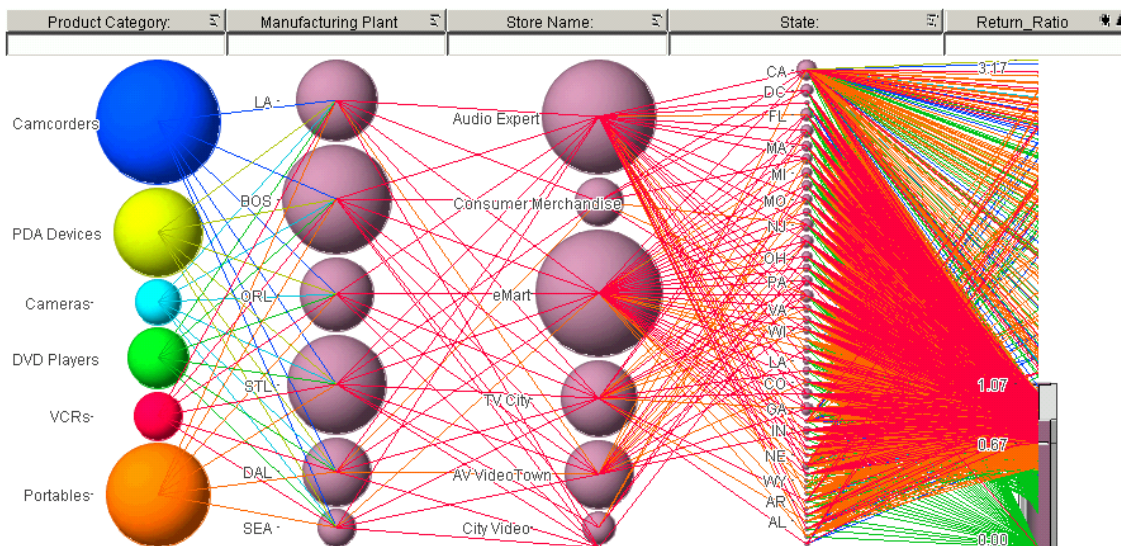 Product Category:
Manufacturing Plant
Store Name:
State:
Return_Ratio
Camcorders
PDA Devices
Cameras
DVD Players
VCRs
Portables
LA
BOS
ORL
STL
DAL
SEA
Audio Expert
Consumer Merchandise
eMart
TV City
AV VideoTown
City Video
CA
DC
FL
MA
MI
MO
NJ
OH
PA
VA
WI
LA
CO
GA
IN
NE
WY
AR
AL
3.17
1.07
0.67
0.00